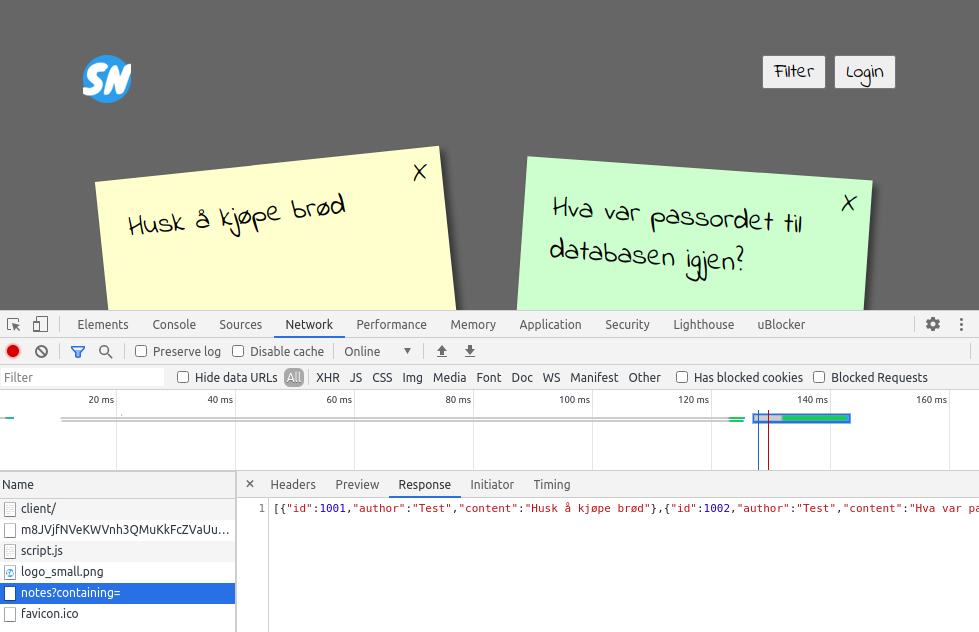 SN
Filter Login
X
Husk å kjøpe brød
X
Hva var passordet til
databasen igjen?
Elements Console Sources Network Performance Memory Application Security Lighthouse uBlocker
Preserve log Disable cache Online
Filter Hide data URLs All XHR JS CSS Img Media Font Doc WS Manifest Other Has blocked cookies Blocked Requests
20 ms 40 ms 60 ms 80 ms 100 ms 120 ms 140 ms 160 ms
Name
client/
m8JVjfNVeKWVnh3QMuKkFcZVaUu...
script.js
logo_small.png
notes?containing=
favicon.ico
× Headers Preview Response Initiator Timing
1 [{"id":1001,"author":"Test","content":"Husk å kjøpe brød"},{"id":1002,"author":"Test","content":"Hva var pa